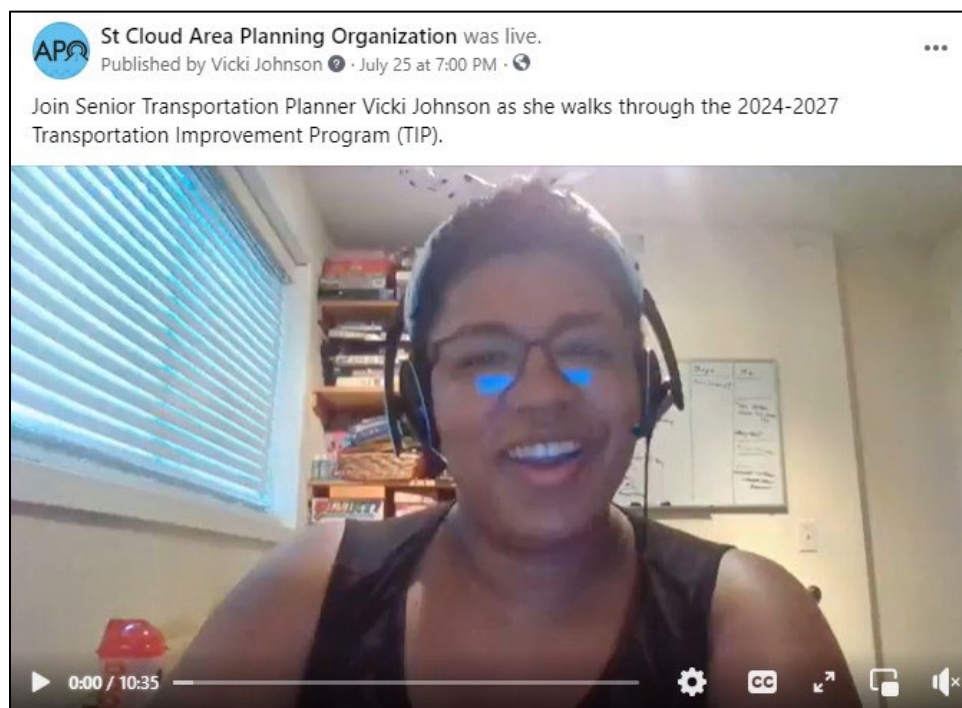 APO
St Cloud Area Planning Organization was live.
Published by Vicki Johnson · July 25 at 7:00 PM ·
Join Senior Transportation Planner Vicki Johnson as she walks through the 2024-2027
Transportation Improvement Program (TIP).
0:00 / 10:35
CC